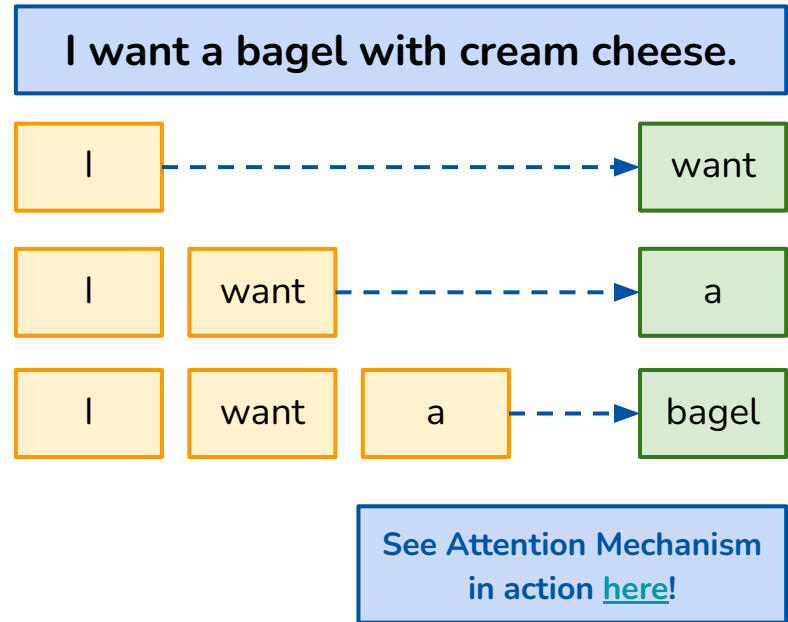 I want a bagel with cream cheese.
I want
I want a
I want a bagel
See Attention Mechanism
in action here!